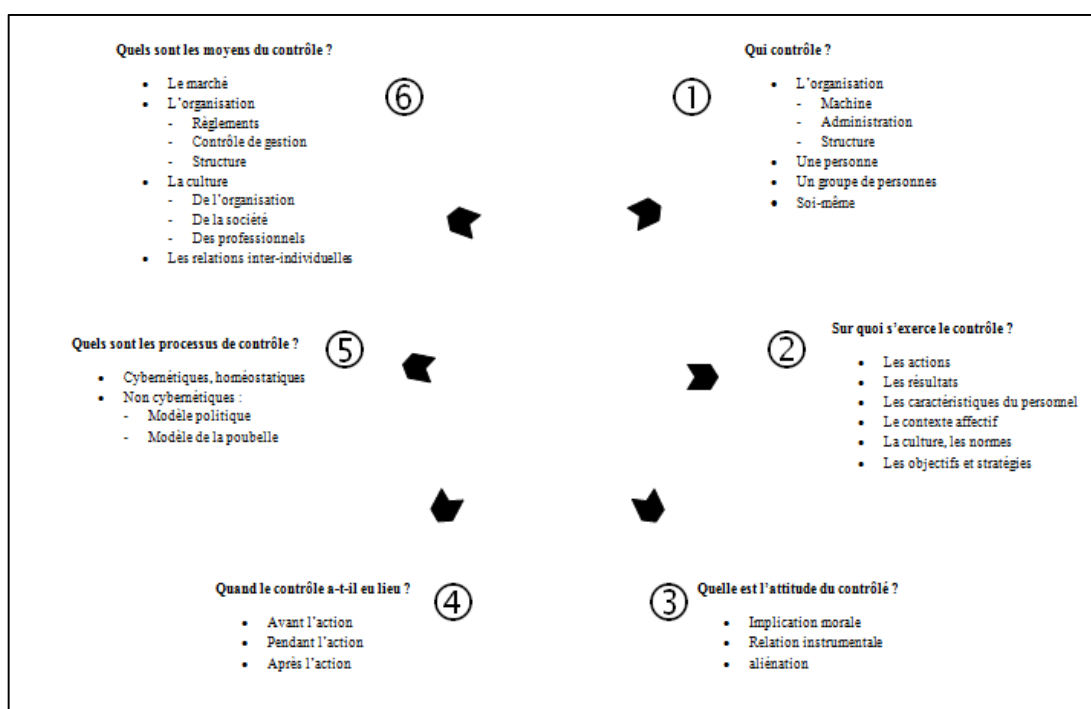 Qui contrôle ?
①
• L'organisation
- Machine
- Administration
- Structure
• Une personne
• Un groupe de personnes
• Soi-même
Sur quoi s'exerce le contrôle ?
②
• Les actions
• Les résultats
• Les caractéristiques du personnel
• Le contexte affectif
• La culture, les normes
• Les objectifs et stratégies
③
Quelle est l'attitude du contrôlé ?
• Implication morale
• Relation instrumentale
• aliénation
Quand le contrôle a-t-il eu lieu ?
④
• Avant l'action
• Pendant l'action
• Après l'action
Quels sont les processus de contrôle ?
⑤
• Cybernétiques, homéostatiques
• Non cybernétiques :
- Modèle politique
- Modèle de la poubelle
Quels sont les moyens du contrôle ?
⑥
• Le marché
• L'organisation
- Règlements
- Contrôle de gestion
- Structure
• La culture
- De l'organisation
- De la société
- Des professionnels
• Les relations inter-individuelles